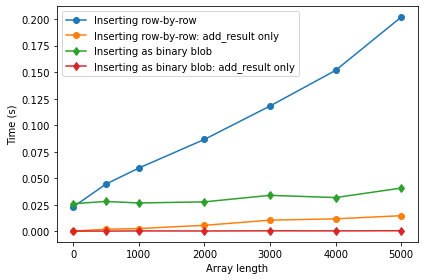 Inserting row-by-row
Inserting row-by-row: add_result only
Inserting as binary blob
Inserting as binary blob: add_result only
0.200
0.175
0.150
0.125
0.100
0.075
0.050
0.025
0.000
Time (s)
0 1000 2000 3000 4000 5000
Array length